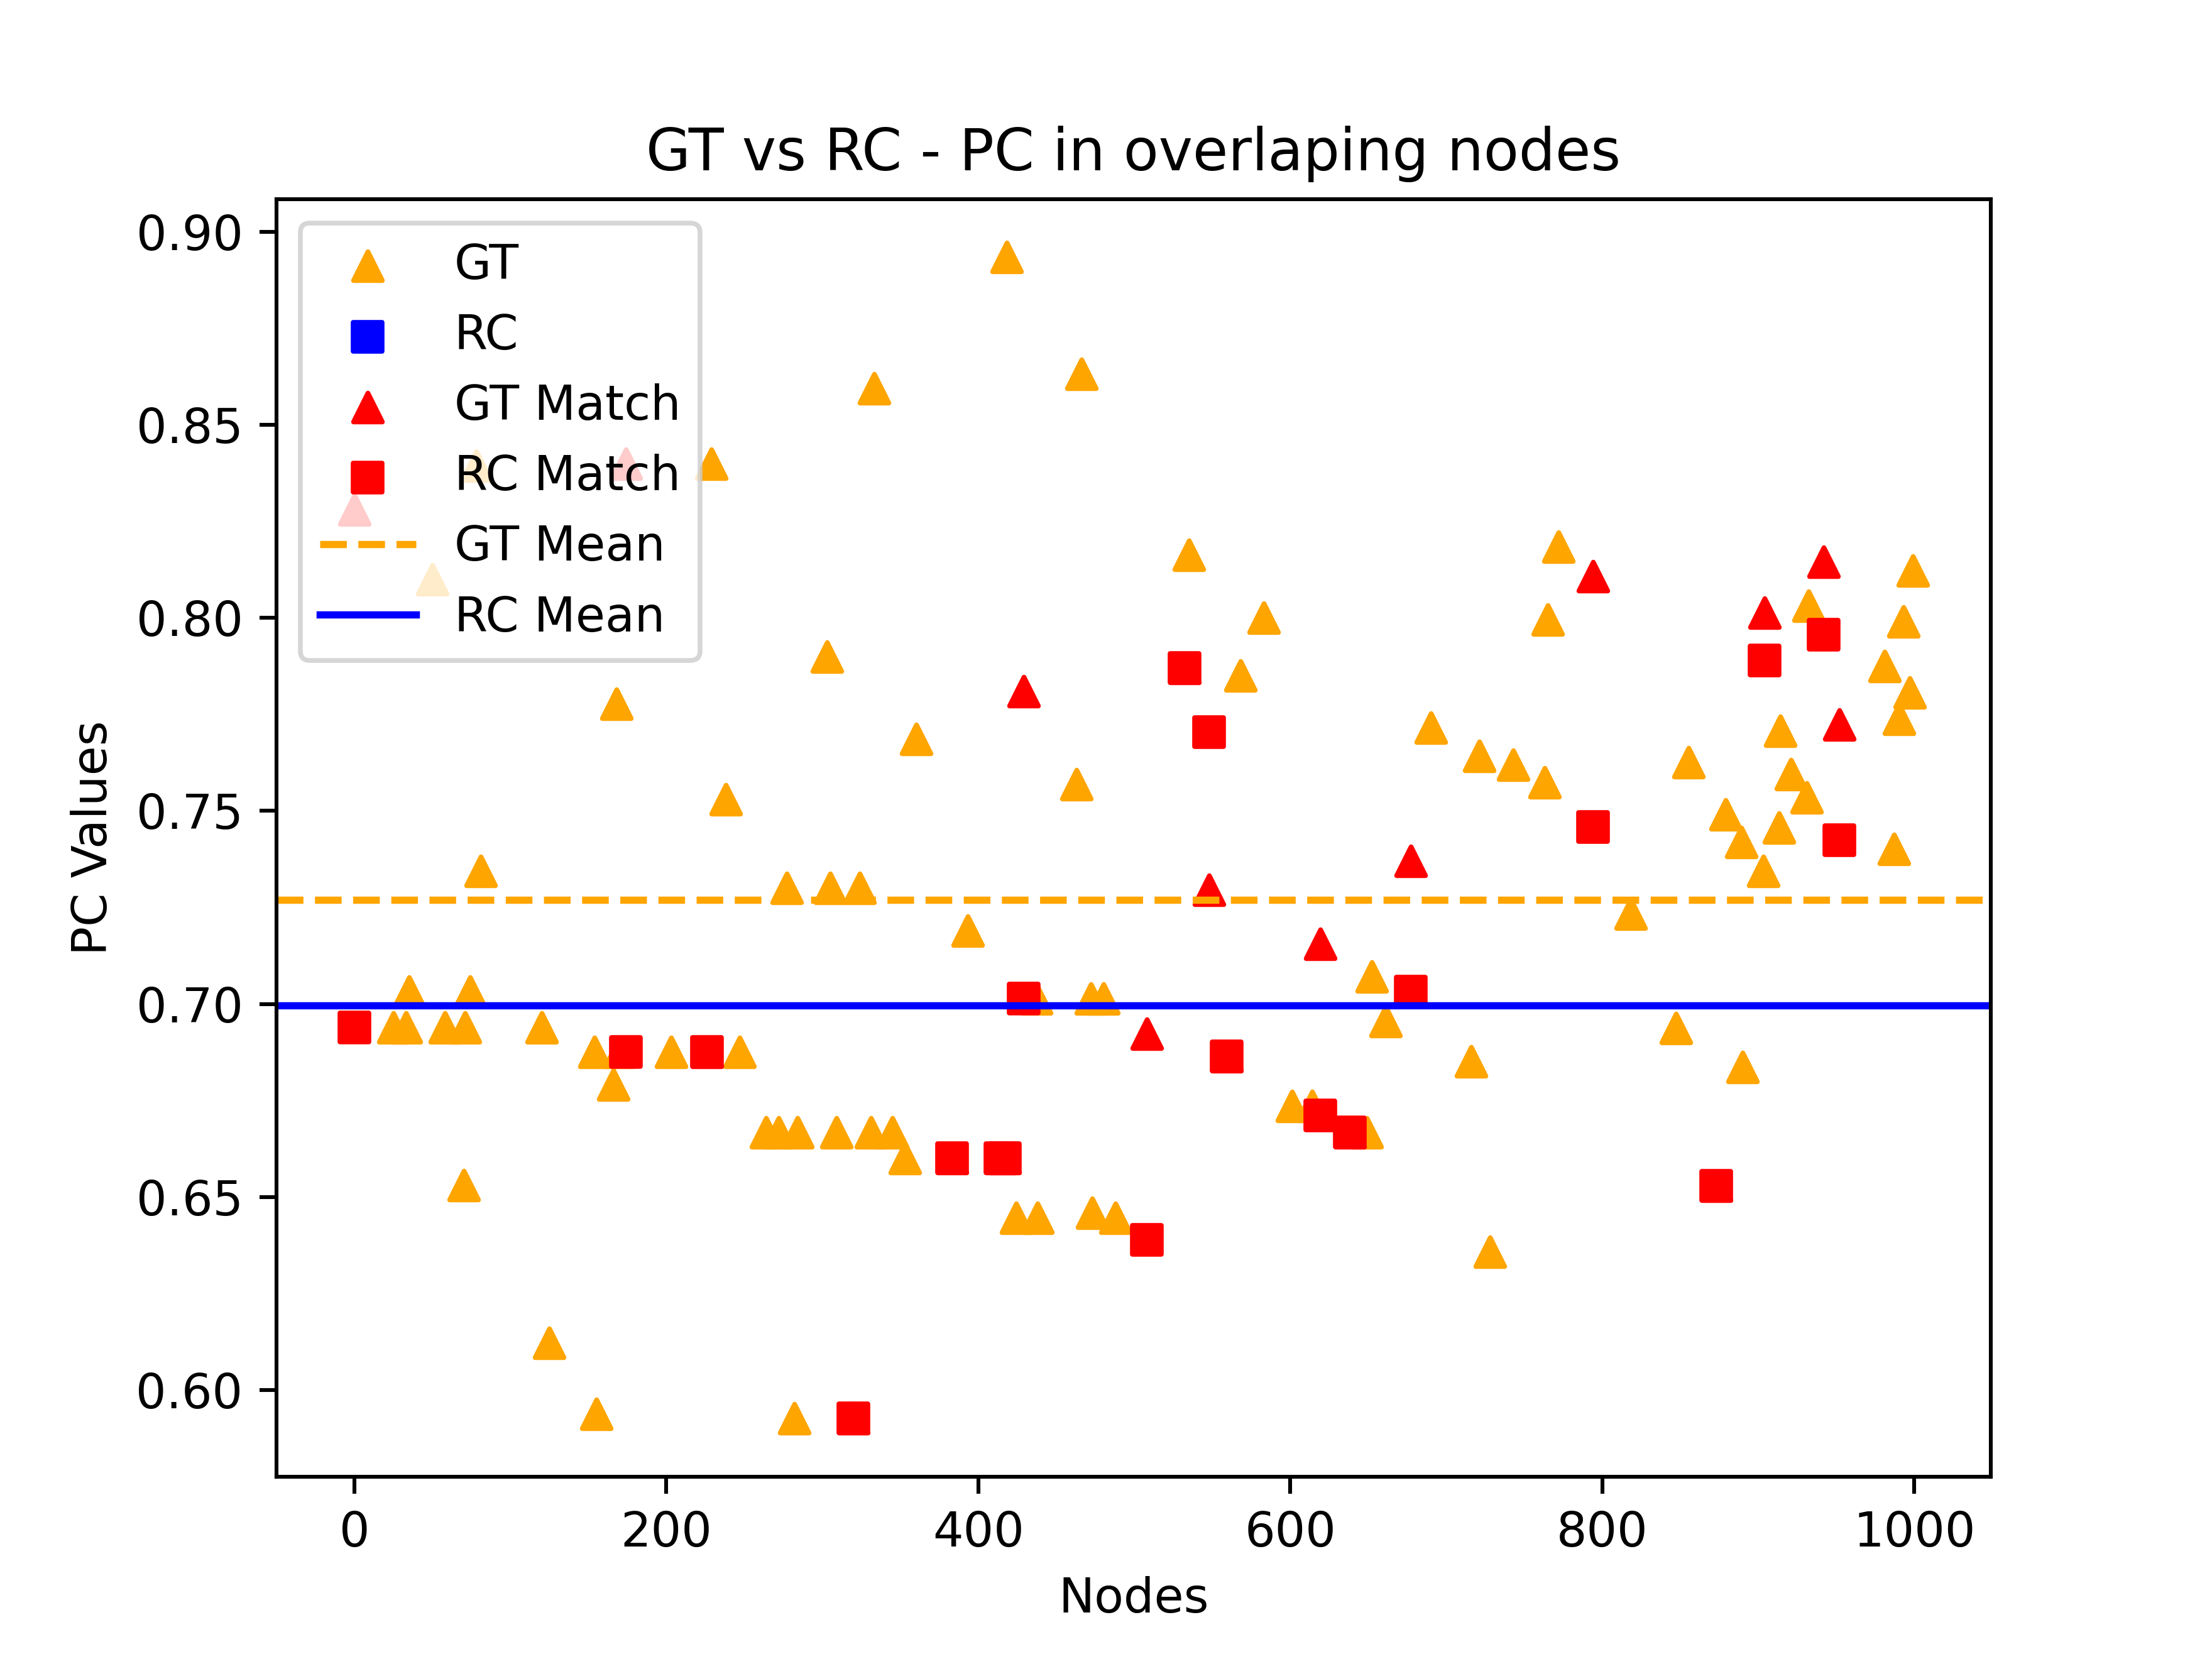 GT vs RC - PC in overlaping nodes
PC Values
0.90
0.85
0.80
0.75
0.70
0.65
0.60
GT
RC
GT Match
RC Match
GT Mean
RC Mean
0 200 400 600 800 1000
Nodes